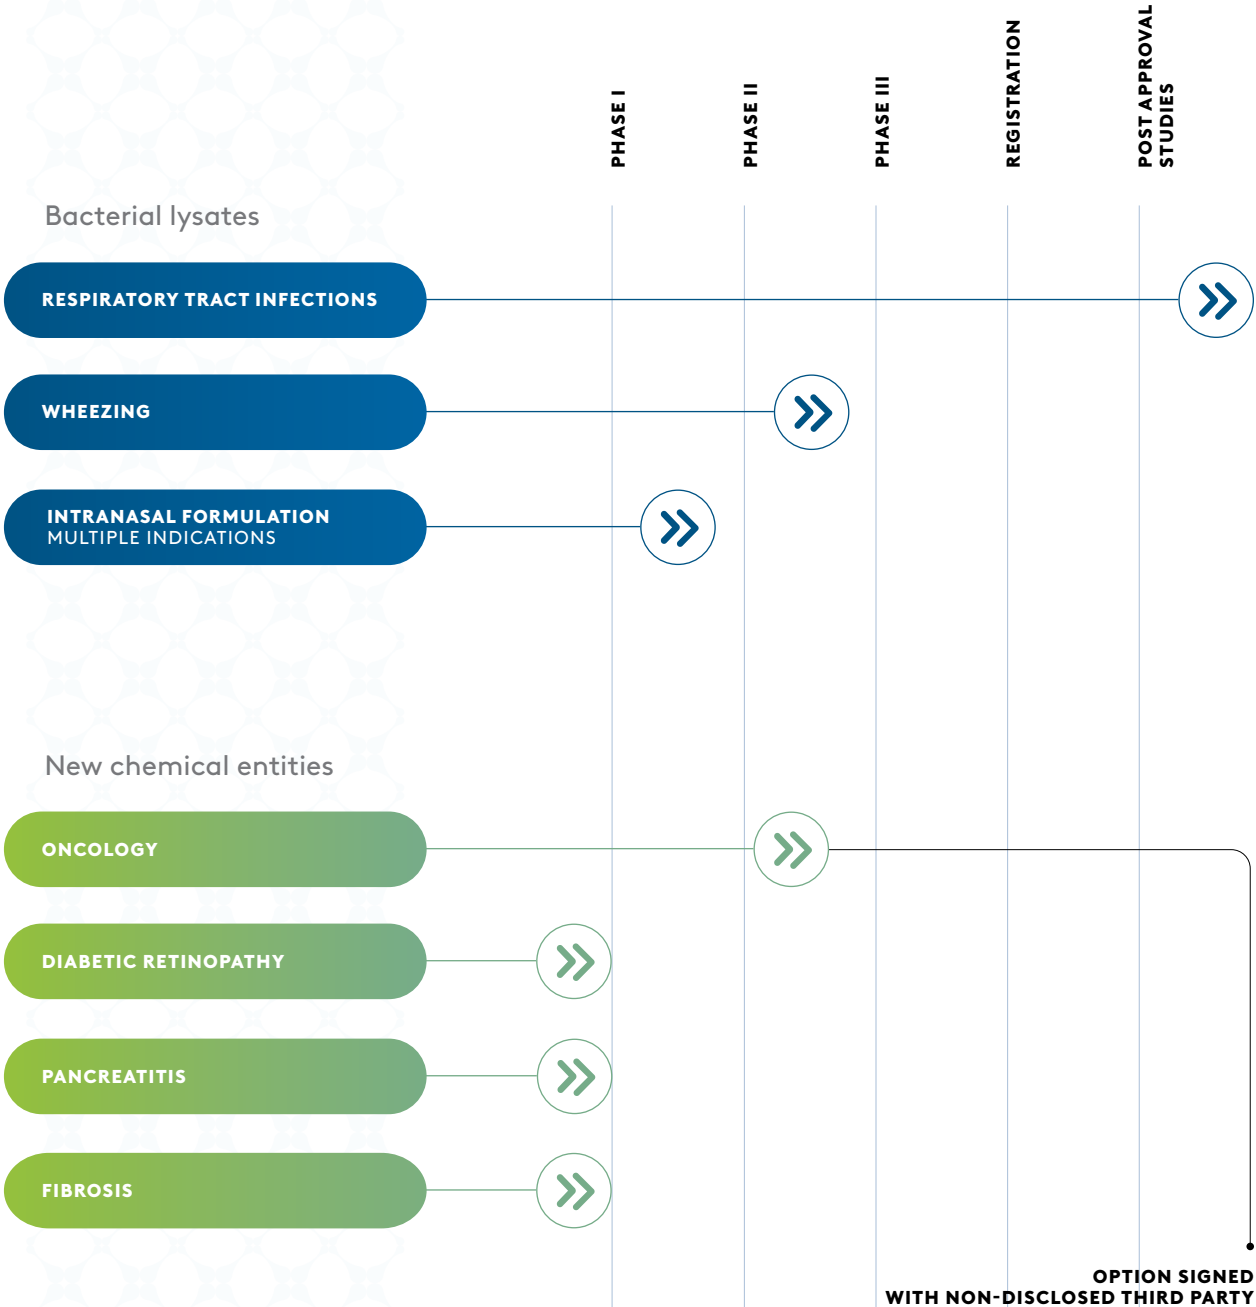 PHASE I
PHASE II
PHASE III
REGISTRATION
POST APPROVAL
STUDIES
Bacterial lysates
RESPIRATORY TRACT INFECTIONS
WHEEZING
INTRANASAL FORMULATION
MULTIPLE INDICATIONS
New chemical entities
ONCOLOGY
DIABETIC RETINOPATHY
PANCREATITIS
FIBROSIS
OPTION SIGNED
WITH NON-DISCLOSED THIRD PARTY